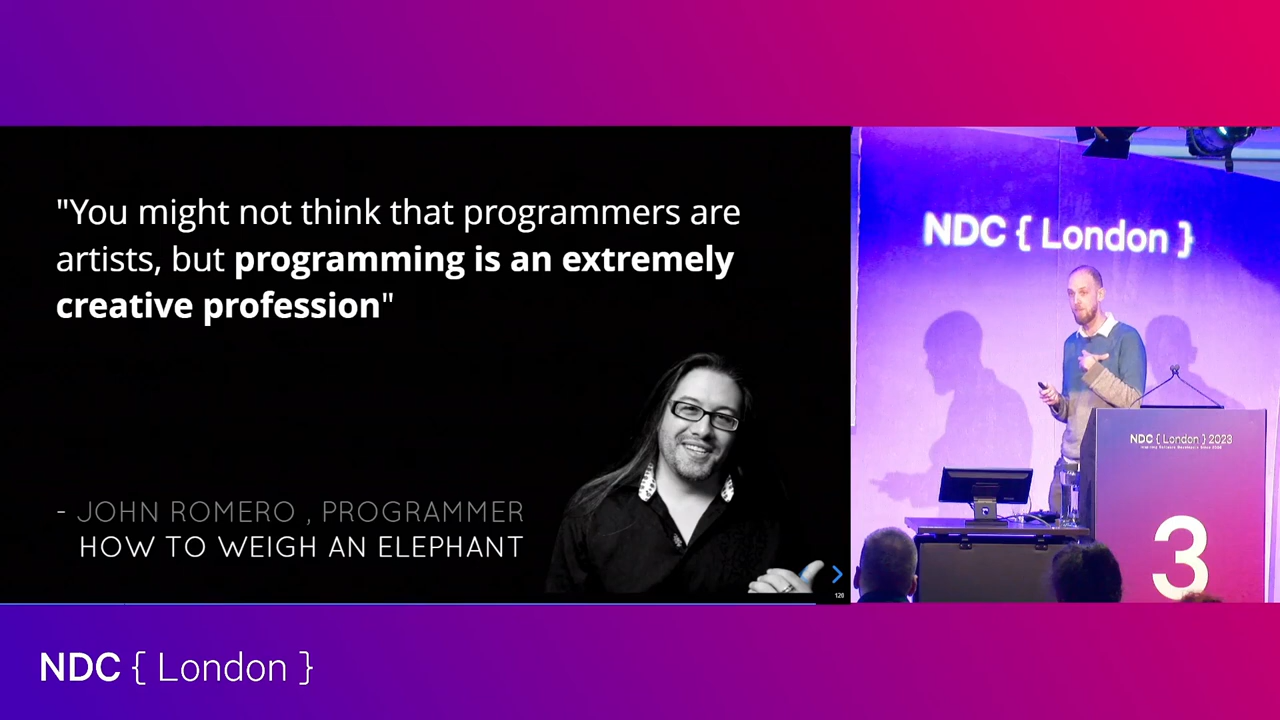 "You might not think that programmers are
artists, but programming is an extremely
creative profession"
- JOHN ROMERO , PROGRAMMER
HOW TO WEIGH AN ELEPHANT
120
NDC { London }
NDC { London } 2023
3
NDC { London }